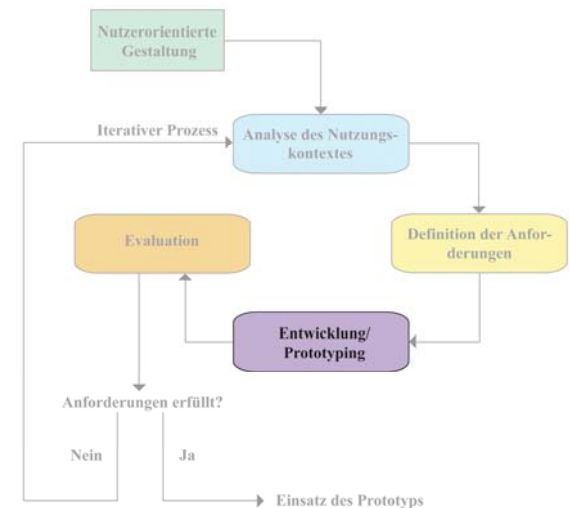 Nutzerorientierte
Gestaltung
Iterativer Prozess
Analyse des Nutzungs-
kontextes
Evaluation
Definition der Anfor-
derungen
Entwicklung/
Prototyping
Anforderungen erfüllt?
Nein
Ja
Einsatz des Prototyps